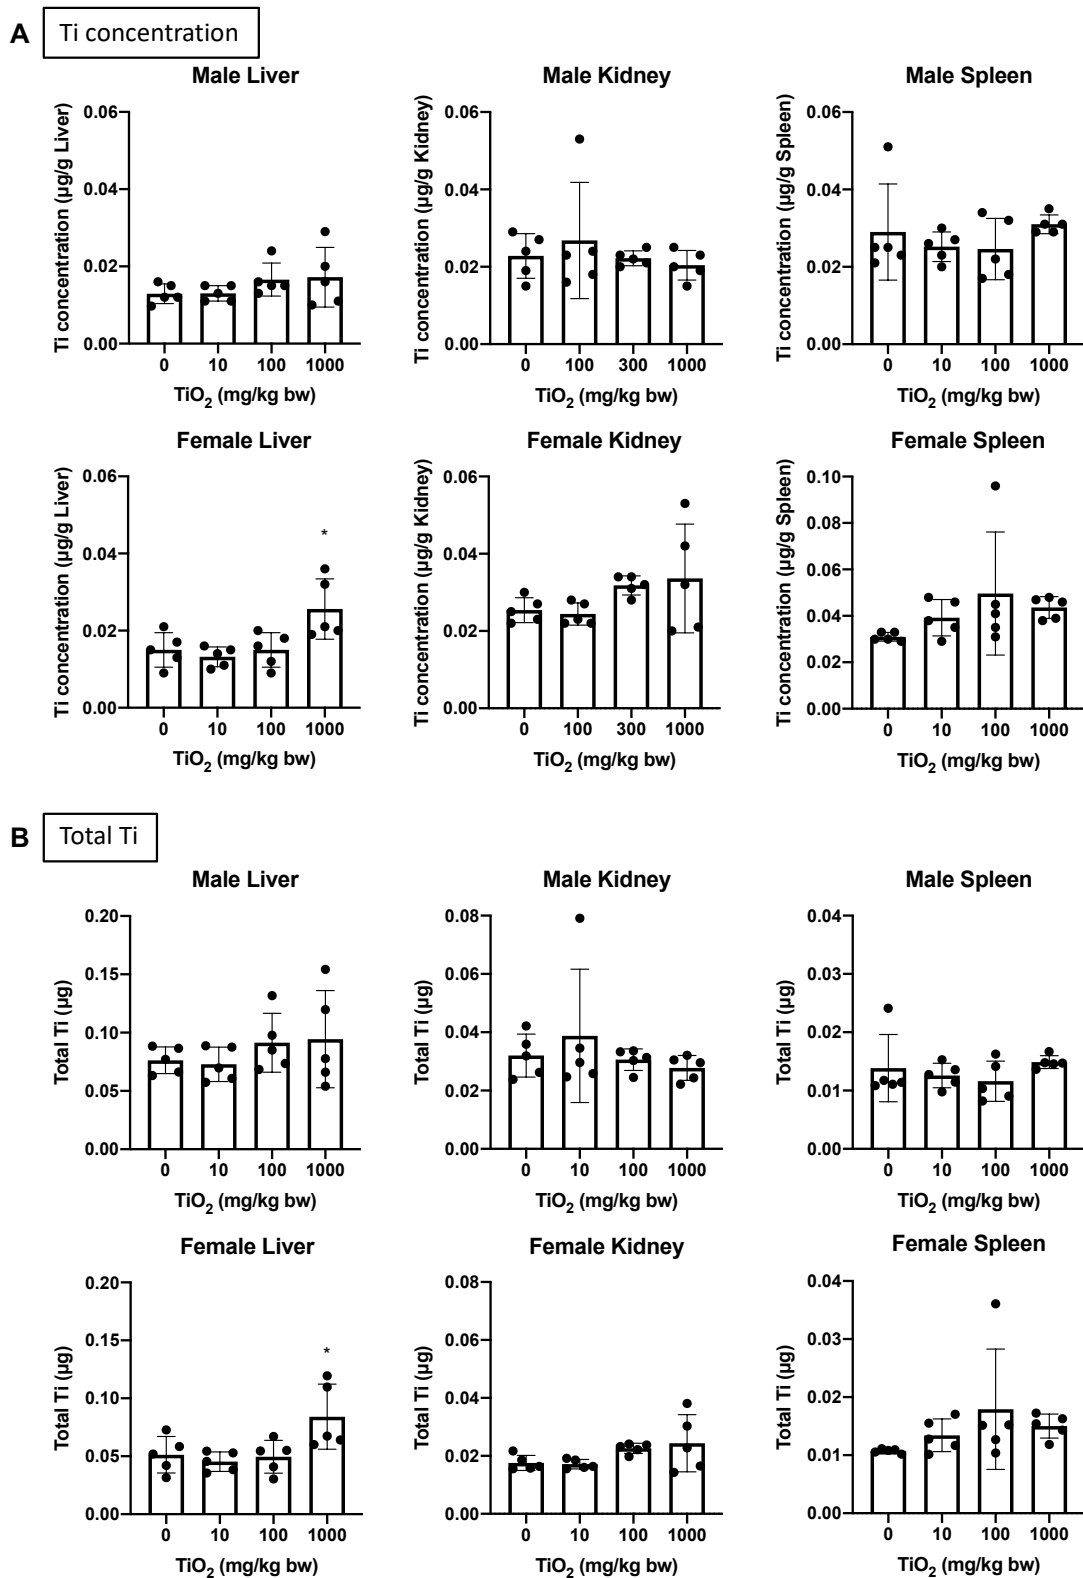 A
Ti concentration
Male Liver
Ti concentration (µg/g Liver)
0.06
0.04
0.02
0.00
0 10 100 1000
TiO₂ (mg/kg bw)
Male Kidney
Ti concentration (µg/g Kidney)
0.06
0.04
0.02
0.00
0 100 300 1000
TiO₂ (mg/kg bw)
Male Spleen
Ti concentration (µg/g Spleen)
0.06
0.04
0.02
0.00
0 10 100 1000
TiO₂ (mg/kg bw)
Female Liver
Ti concentration (µg/g Liver)
0.06
0.04
0.02
0.00
*
0 10 100 1000
TiO₂ (mg/kg bw)
Female Kidney
Ti concentration (µg/g Kidney)
0.06
0.04
0.02
0.00
0 100 300 1000
TiO₂ (mg/kg bw)
Female Spleen
Ti concentration (µg/g Spleen)
0.10
0.08
0.06
0.04
0.02
0.00
0 10 100 1000
TiO₂ (mg/kg bw)
B
Total Ti
Male Liver
Total Ti (µg)
0.20
0.15
0.10
0.05
0.00
0 10 100 1000
TiO₂ (mg/kg bw)
Male Kidney
Total Ti (µg)
0.08
0.06
0.04
0.02
0.00
0 10 100 1000
TiO₂ (mg/kg bw)
Male Spleen
Total Ti (µg)
0.04
0.03
0.02
0.01
0.00
0 10 100 1000
TiO₂ (mg/kg bw)
Female Liver
Total Ti (µg)
0.20
0.15
0.10
0.05
0.00
*
0 10 100 1000
TiO₂ (mg/kg bw)
Female Kidney
Total Ti (µg)
0.08
0.06
0.04
0.02
0.00
0 10 100 1000
TiO₂ (mg/kg bw)
Female Spleen
Total Ti (µg)
0.04
0.03
0.02
0.01
0.00
0 10 100 1000
TiO₂ (mg/kg bw)